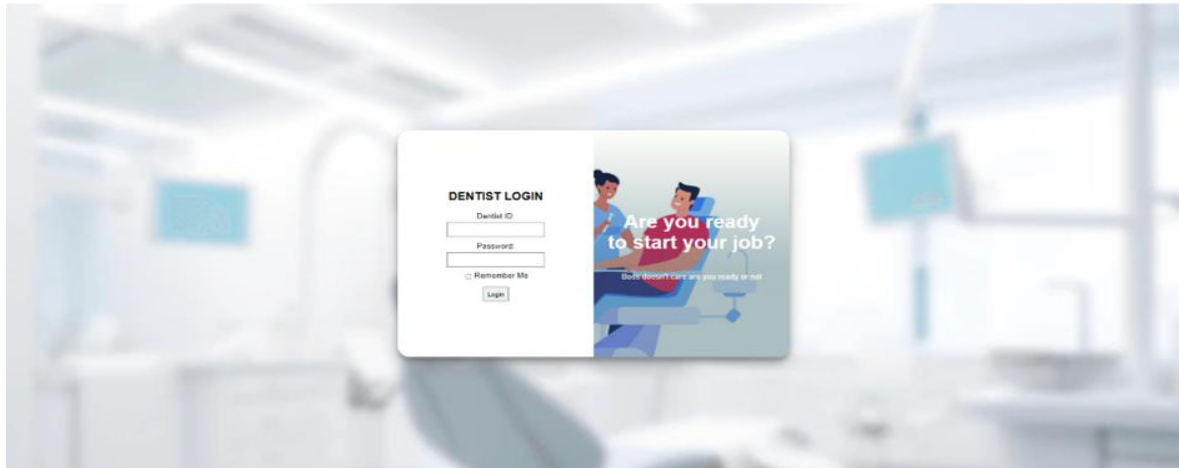 DENTIST LOGIN
Dentist ID:
Password:
Remember Me
Login
Are you ready
to start your job?
Boss doesn't care are you ready or not